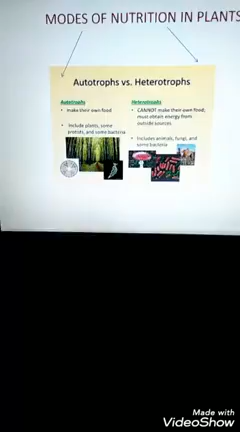 MODES OF NUTRITION IN PLANTS
Autotrophs vs. Heterotrophs
Autotrophs
• make their own food
• Include plants, some
protists, and some bacteria
Heterotrophs
• CANNOT make their own food,
must obtain energy from
outside sources
• Includes animals, fungi, and
some bacteria
Made with
VideoShow